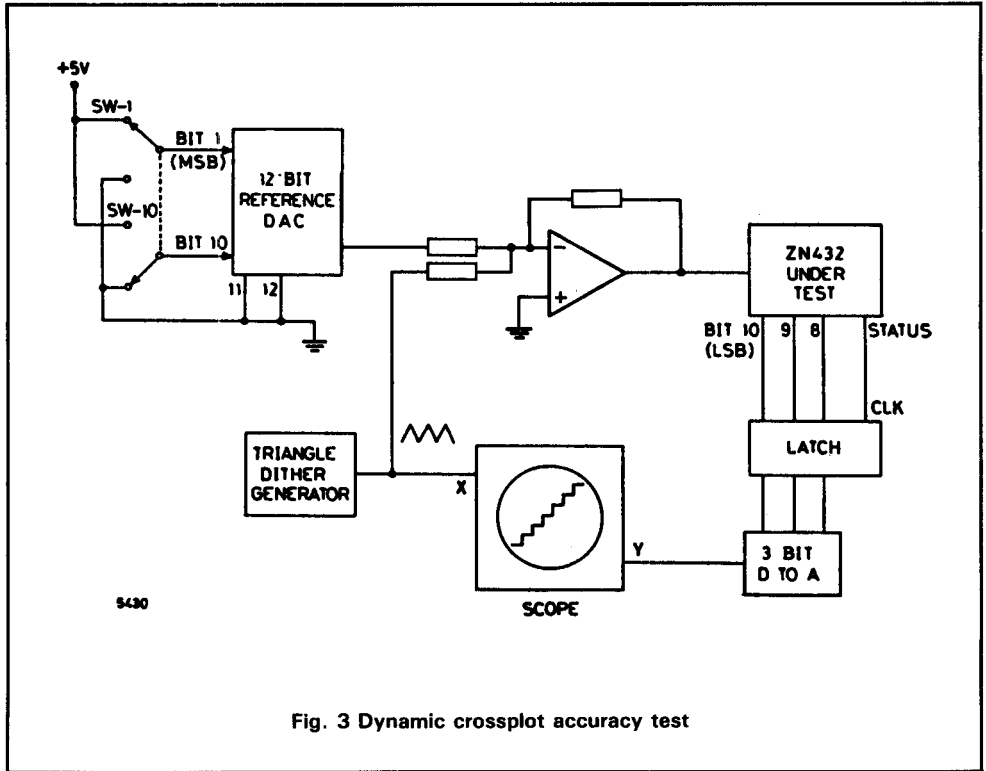 +5V
SW-1
BIT 1
(MSB)
12 BIT
REFERENCE
DAC
SW-10
BIT 10
11 12
-
+
ZN432
UNDER
TEST
BIT 10 9 8 STATUS
(LSB)
CLK
LATCH
TRIANGLE
DITHER
GENERATOR
X
Y
3 BIT
D TO A
SCOPE
5430
Fig. 3 Dynamic crossplot accuracy test